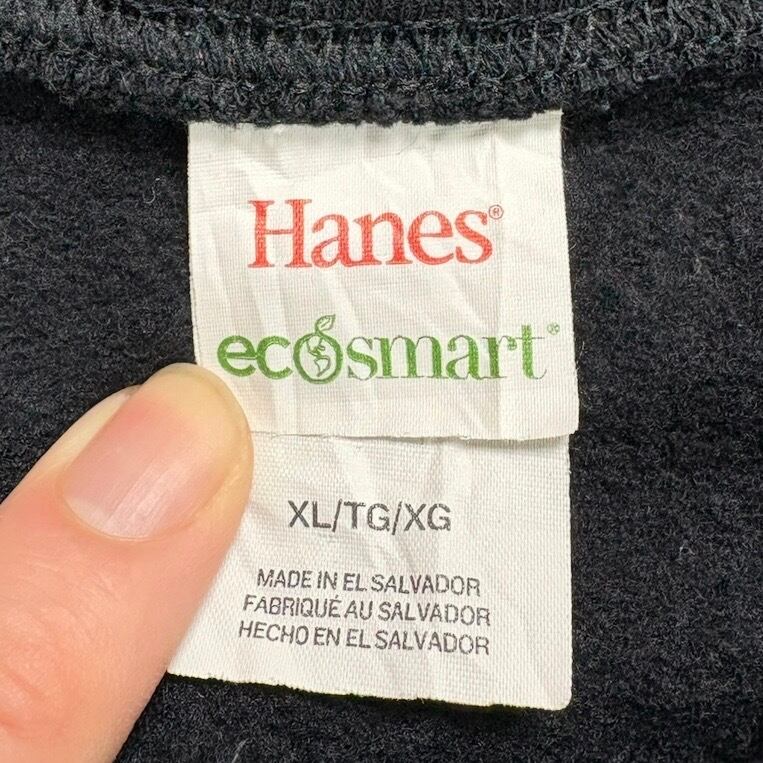 Hanes®
ecosmart®
XL/TG/XG
MADE IN EL SALVADOR
FABRIQUÉ AU SALVADOR
HECHO EN EL SALVADOR